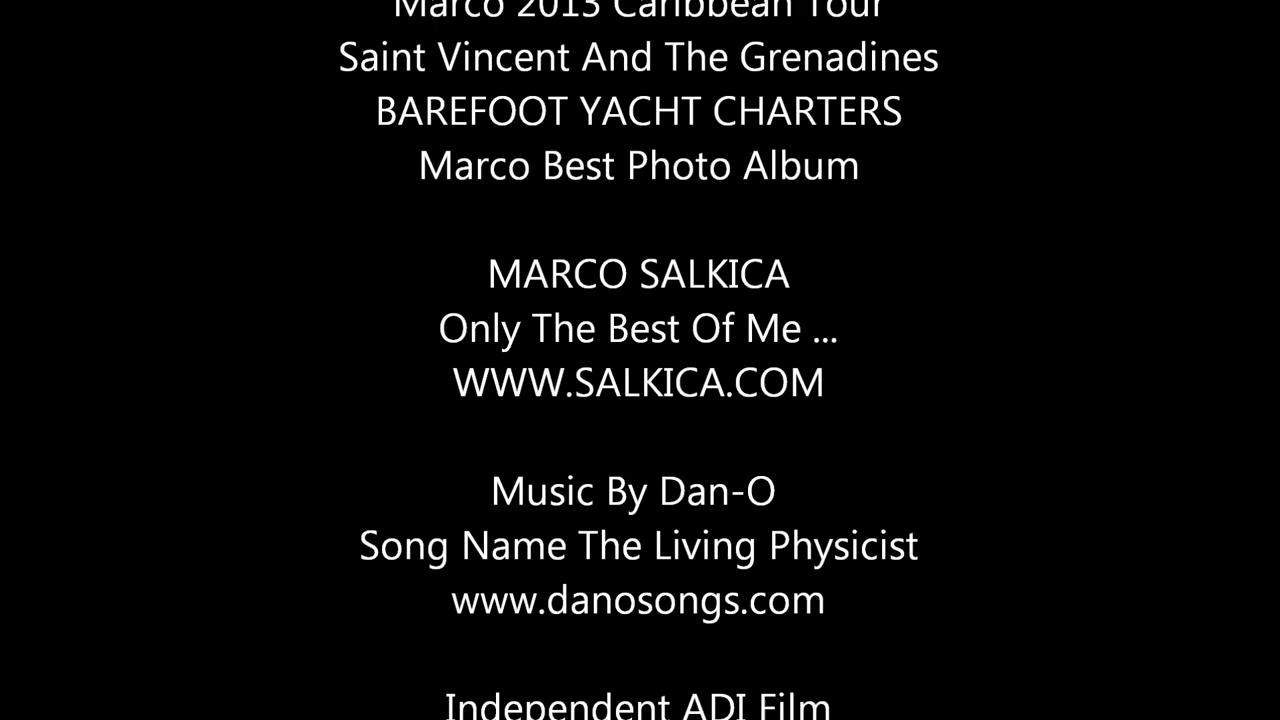 Marco 2013 Caribbean Tour
Saint Vincent And The Grenadines
BAREFOOT YACHT CHARTERS
Marco Best Photo Album
MARCO SALKICA
Only The Best Of Me ...
WWW.SALKICA.COM
Music By Dan-O
Song Name The Living Physicist
www.danosongs.com
Independent ADI Film